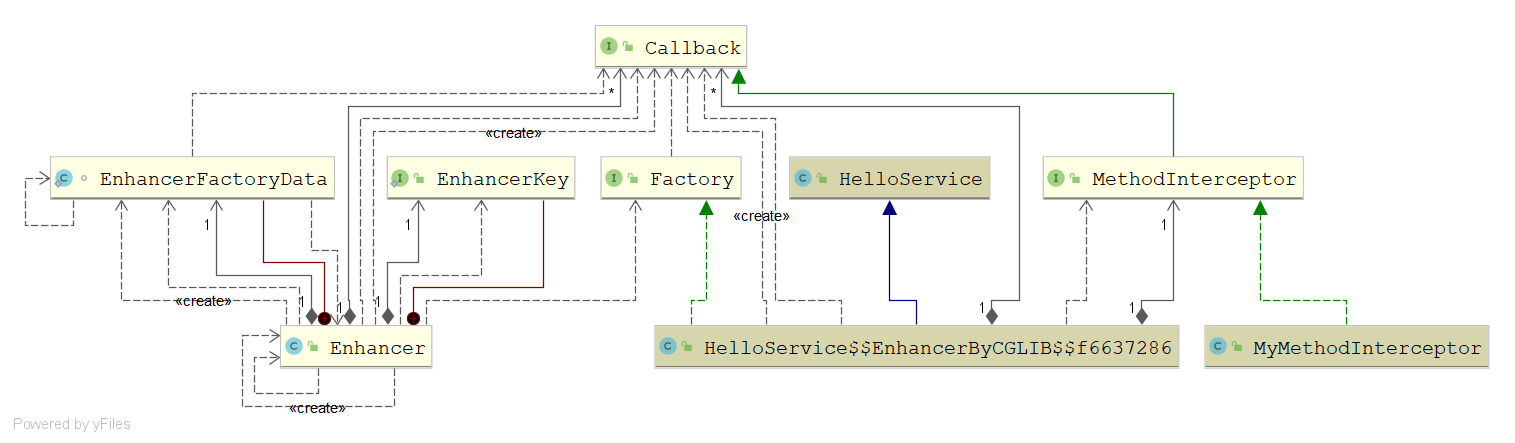 Callback
*
*
«create»
EnhancerFactoryData
EnhancerKey
Factory
HelloService
MethodInterceptor
1
1
«create»
1
«create»
1
1
1
1
Enhancer
HelloService$$EnhancerByCGLIB$$f6637286
MyMethodInterceptor
«create»
Powered by yFiles